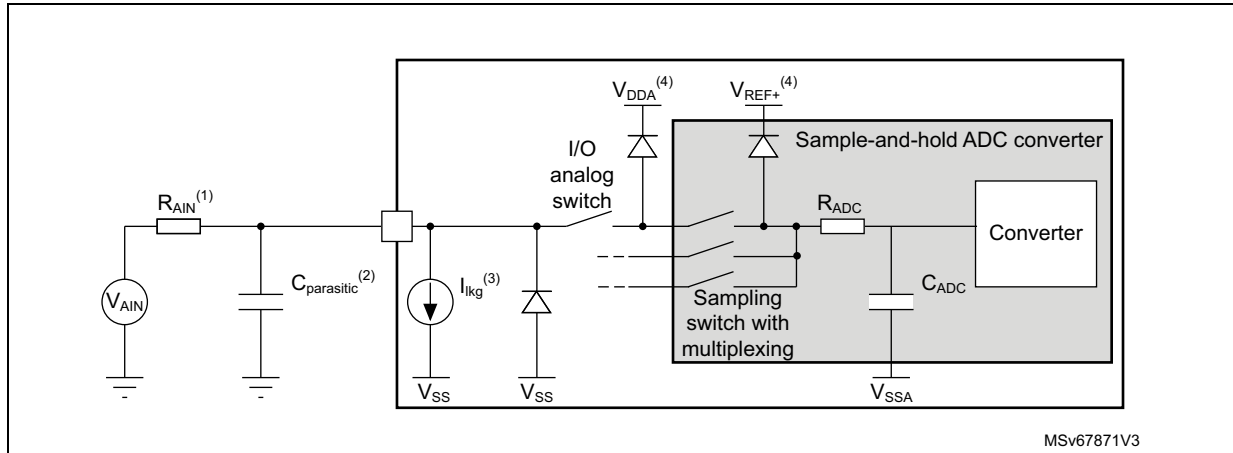 V_DDA^(4)
V_REF+^(4)
Sample-and-hold ADC converter
I/O
analog
switch
R_AIN^(1)
R_ADC
Converter
V_AIN
C_parasitic^(2)
I_lkg^(3)
C_ADC
Sampling
switch with
multiplexing
V_SS
V_SS
V_SSA
MSv67871V3